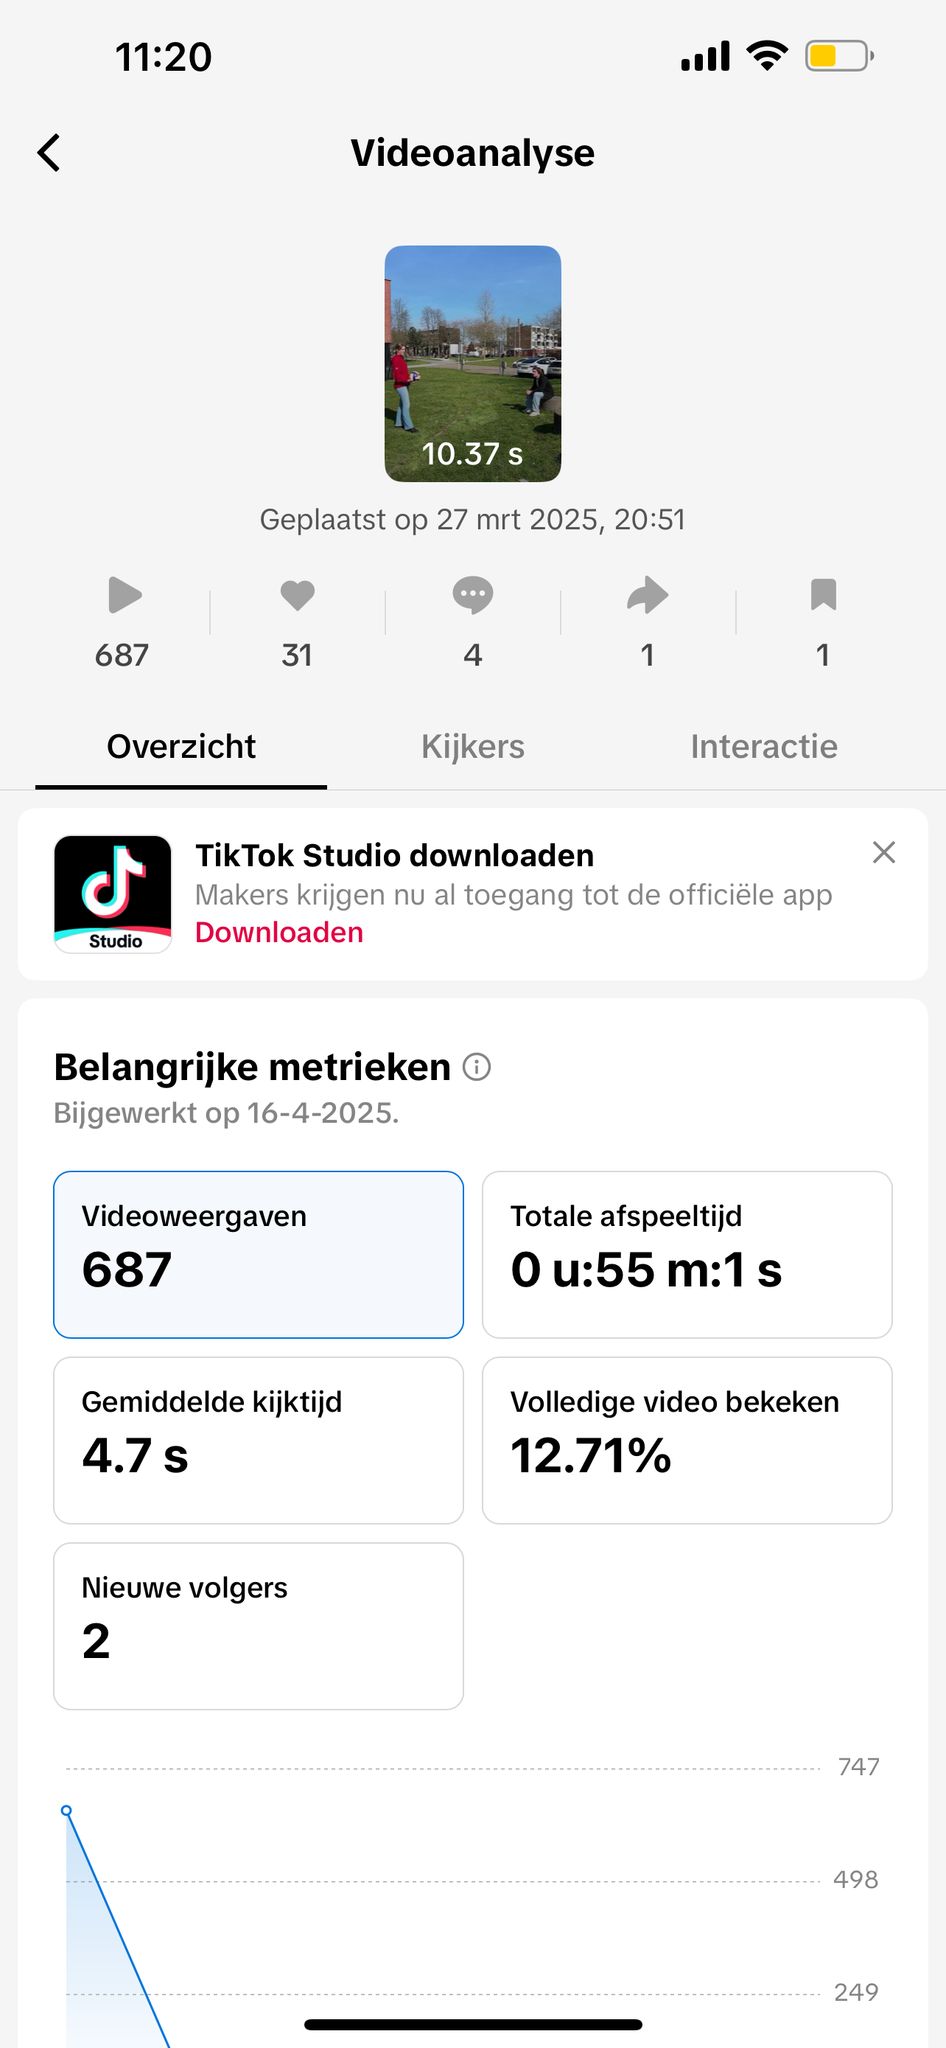 11:20
Videoanalyse
10.37 s
Geplaatst op 27 mrt 2025, 20:51
687
31
4
1
1
Overzicht
Kijkers
Interactie
TikTok Studio downloaden
Makers krijgen nu al toegang tot de officiële app
Downloaden
Studio
Belangrijke metrieken
Bijgewerkt op 16-4-2025.
Videoweergaven
687
Totale afspeeltijd
0 u:55 m:1 s
Gemiddelde kijktijd
4.7 s
Volledige video bekeken
12.71%
Nieuwe volgers
2
747
498
249